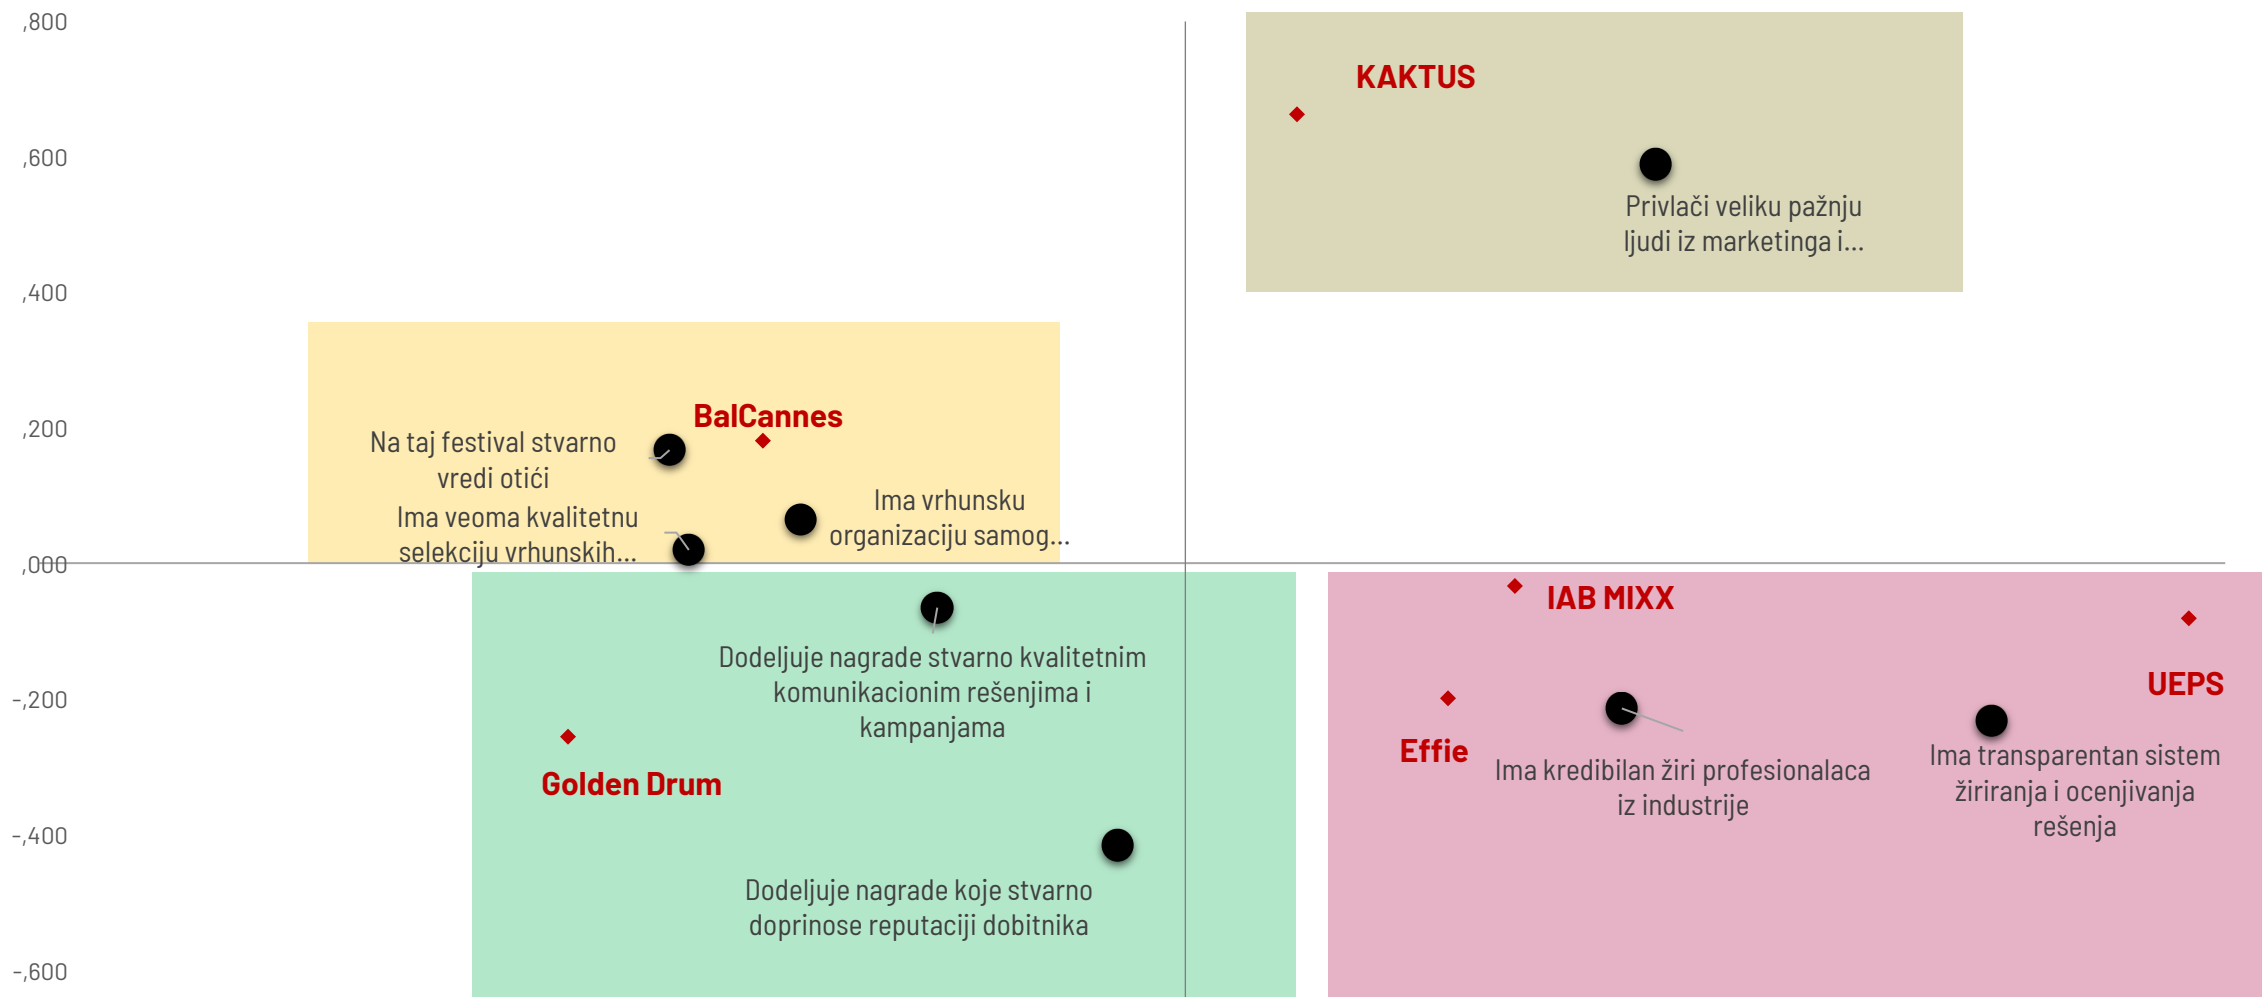 ,800
KAKTUS
,600
Privlači veliku pažnju
ljudi iz marketinga i...
,400
BalCannes
,200
Na taj festival stvarno
vredi otići
Ima vrhunsku
organizaciju samog...
Ima veoma kvalitetnu
selekciju vrhunskih...
,000
IAB MIXX
Dodeljuje nagrade stvarno kvalitetnim
komunikacionim rešenjima i
kampanjama
UEPS
-,200
Effie
Ima kredibilan žiri profesionalaca
iz industrije
Ima transparentan sistem
žiriranja i ocenjivanja
rešenja
Golden Drum
-,400
Dodeljuje nagrade koje stvarno
doprinose reputaciji dobitnika
-,600